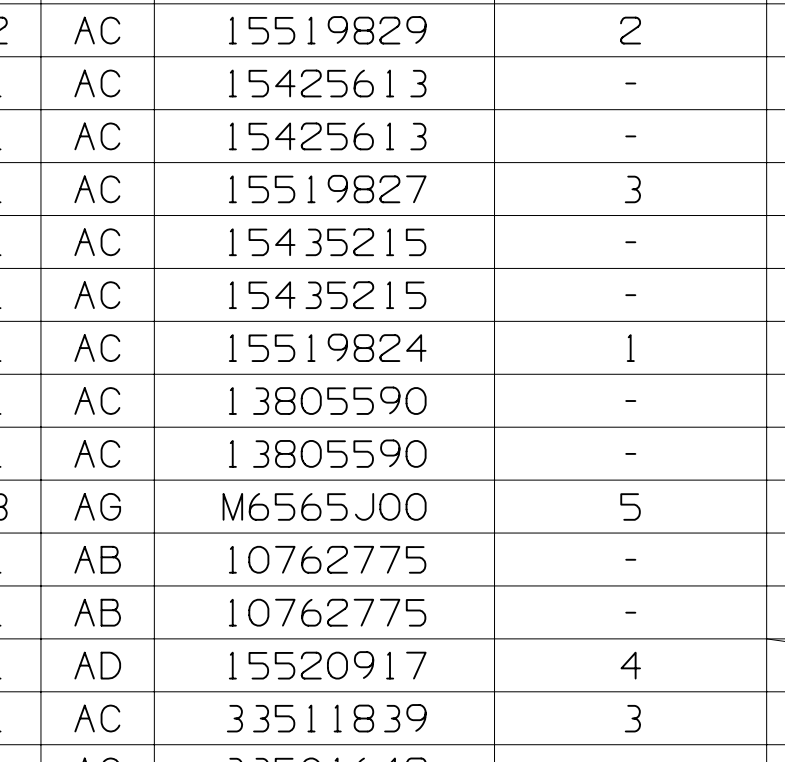 2 AC 15519829 2
AC 15425613 -
AC 15425613 -
AC 15519827 3
AC 15435215 -
AC 15435215 -
AC 15519824 1
AC 13805590 -
AC 13805590 -
AG M6565J00 5
AB 10762775 -
AB 10762775 -
AD 15520917 4
AC 33511839 3